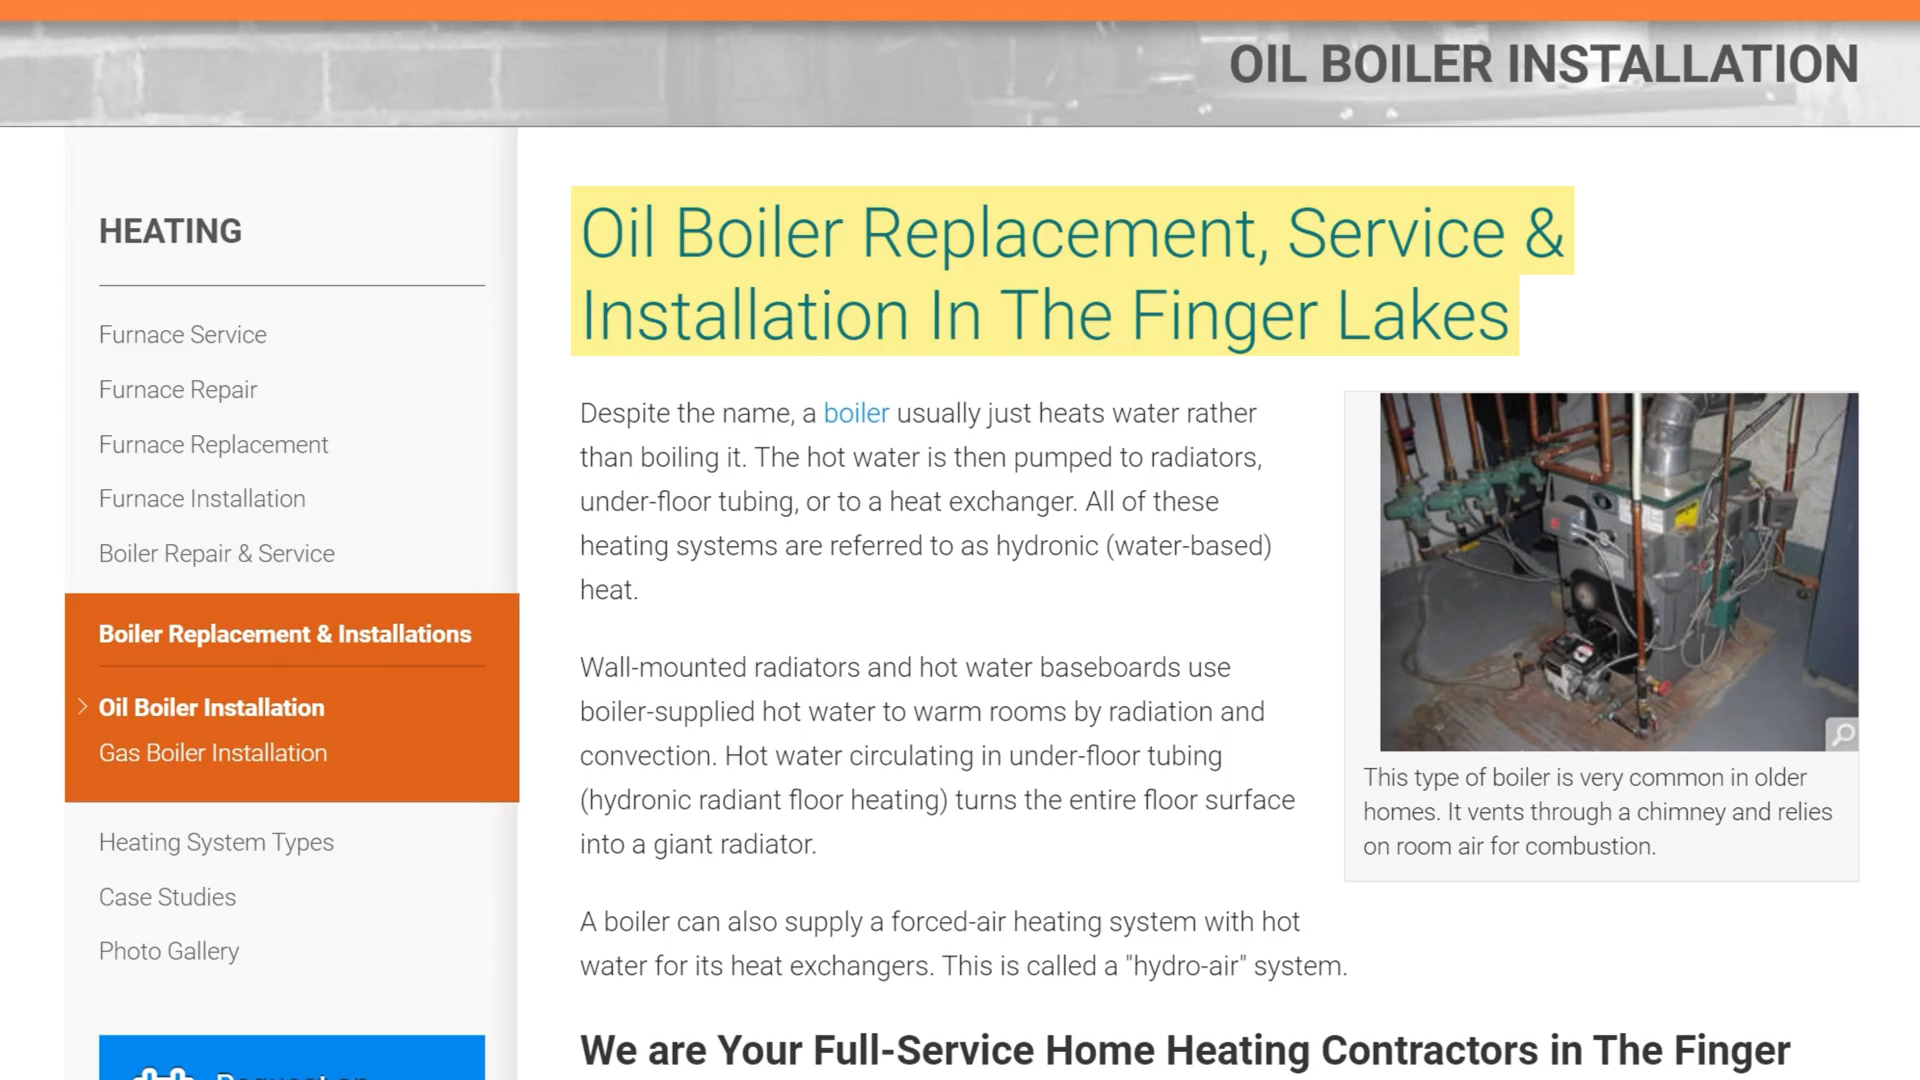 OIL BOILER INSTALLATION
HEATING
Furnace Service
Furnace Repair
Furnace Replacement
Furnace Installation
Boiler Repair & Service
Boiler Replacement & Installations
Oil Boiler Installation
Gas Boiler Installation
Heating System Types
Case Studies
Photo Gallery
Oil Boiler Replacement, Service &
Installation In The Finger Lakes
Despite the name, a boiler usually just heats water rather
than boiling it. The hot water is then pumped to radiators,
under-floor tubing, or to a heat exchanger. All of these
heating systems are referred to as hydronic (water-based)
heat.
Wall-mounted radiators and hot water baseboards use
boiler-supplied hot water to warm rooms by radiation and
convection. Hot water circulating in under-floor tubing
(hydronic radiant floor heating) turns the entire floor surface
into a giant radiator.
This type of boiler is very common in older
homes. It vents through a chimney and relies
on room air for combustion.
A boiler can also supply a forced-air heating system with hot
water for its heat exchangers. This is called a "hydro-air" system.
We are Your Full-Service Home Heating Contractors in The Finger